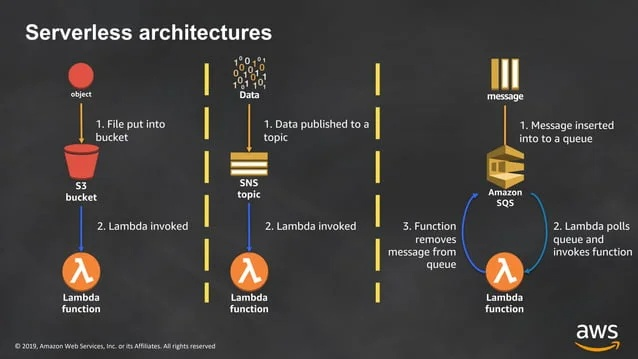 Serverless architectures
object
1. File put into
bucket
S3
bucket
2. Lambda invoked
Lambda
function
Data
1. Data published to a
topic
SNS
topic
2. Lambda invoked
Lambda
function
message
1. Message inserted
into to a queue
Amazon
SQS
3. Function
removes
message from
queue
2. Lambda polls
queue and
invokes function
Lambda
function
© 2019, Amazon Web Services, Inc. or its Affiliates. All rights reserved
aws